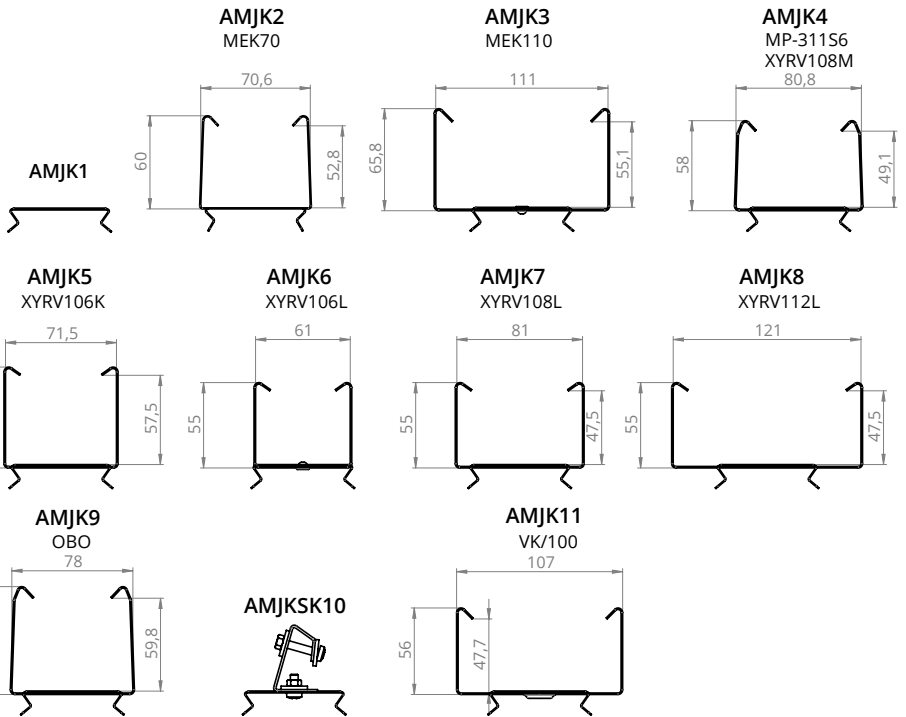 AMJK2
MEK70
70,6
60
52,8
AMJK3
MEK110
111
65,8
55,1
AMJK4
MP-311S6
XYRV108M
80,8
58
49,1
AMJK1
AMJK5
XYRV106K
71,5
57,5
AMJK6
XYRV106L
61
55
AMJK7
XYRV108L
81
55
47,5
AMJK8
XYRV112L
121
55
47,5
AMJK9
OBO
78
59,8
AMJKSK10
AMJK11
VK/100
107
56
47,7